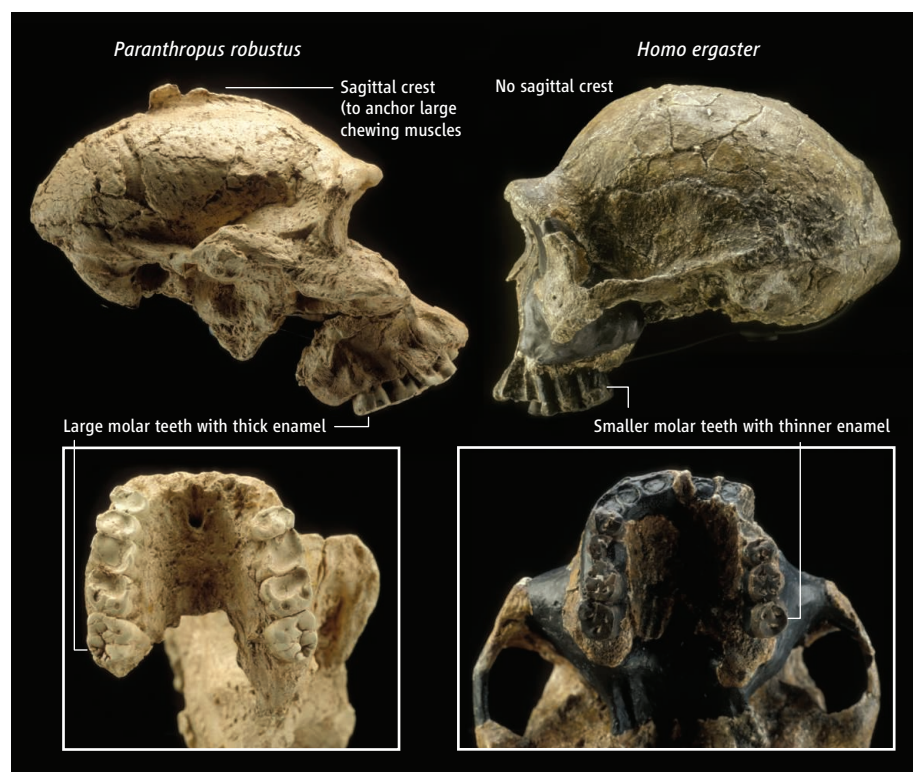 Paranthropus robustus
Homo ergaster
Sagittal crest
(to anchor large
chewing muscles
No sagittal crest
Large molar teeth with thick enamel
Smaller molar teeth with thinner enamel